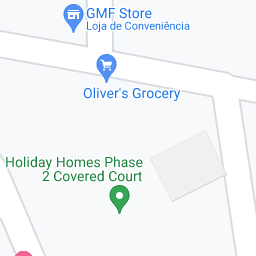 GMF Store
Loja de Conveniência
Oliver's Grocery
Holiday Homes Phase
2 Covered Court